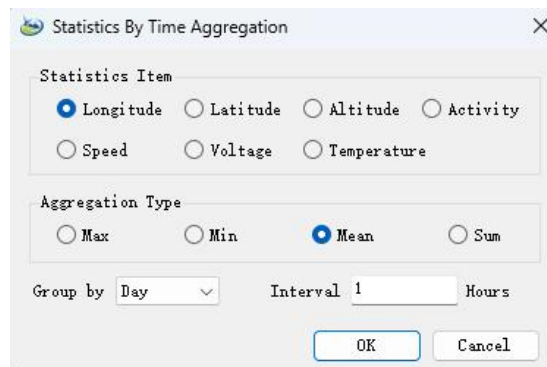 Statistics By Time Aggregation
Statistics Item
Longitude Latitude Altitude Activity
Speed Voltage Temperature
Aggregation Type
Max Min Mean Sum
Group by Day Interval 1 Hours
OK Cancel